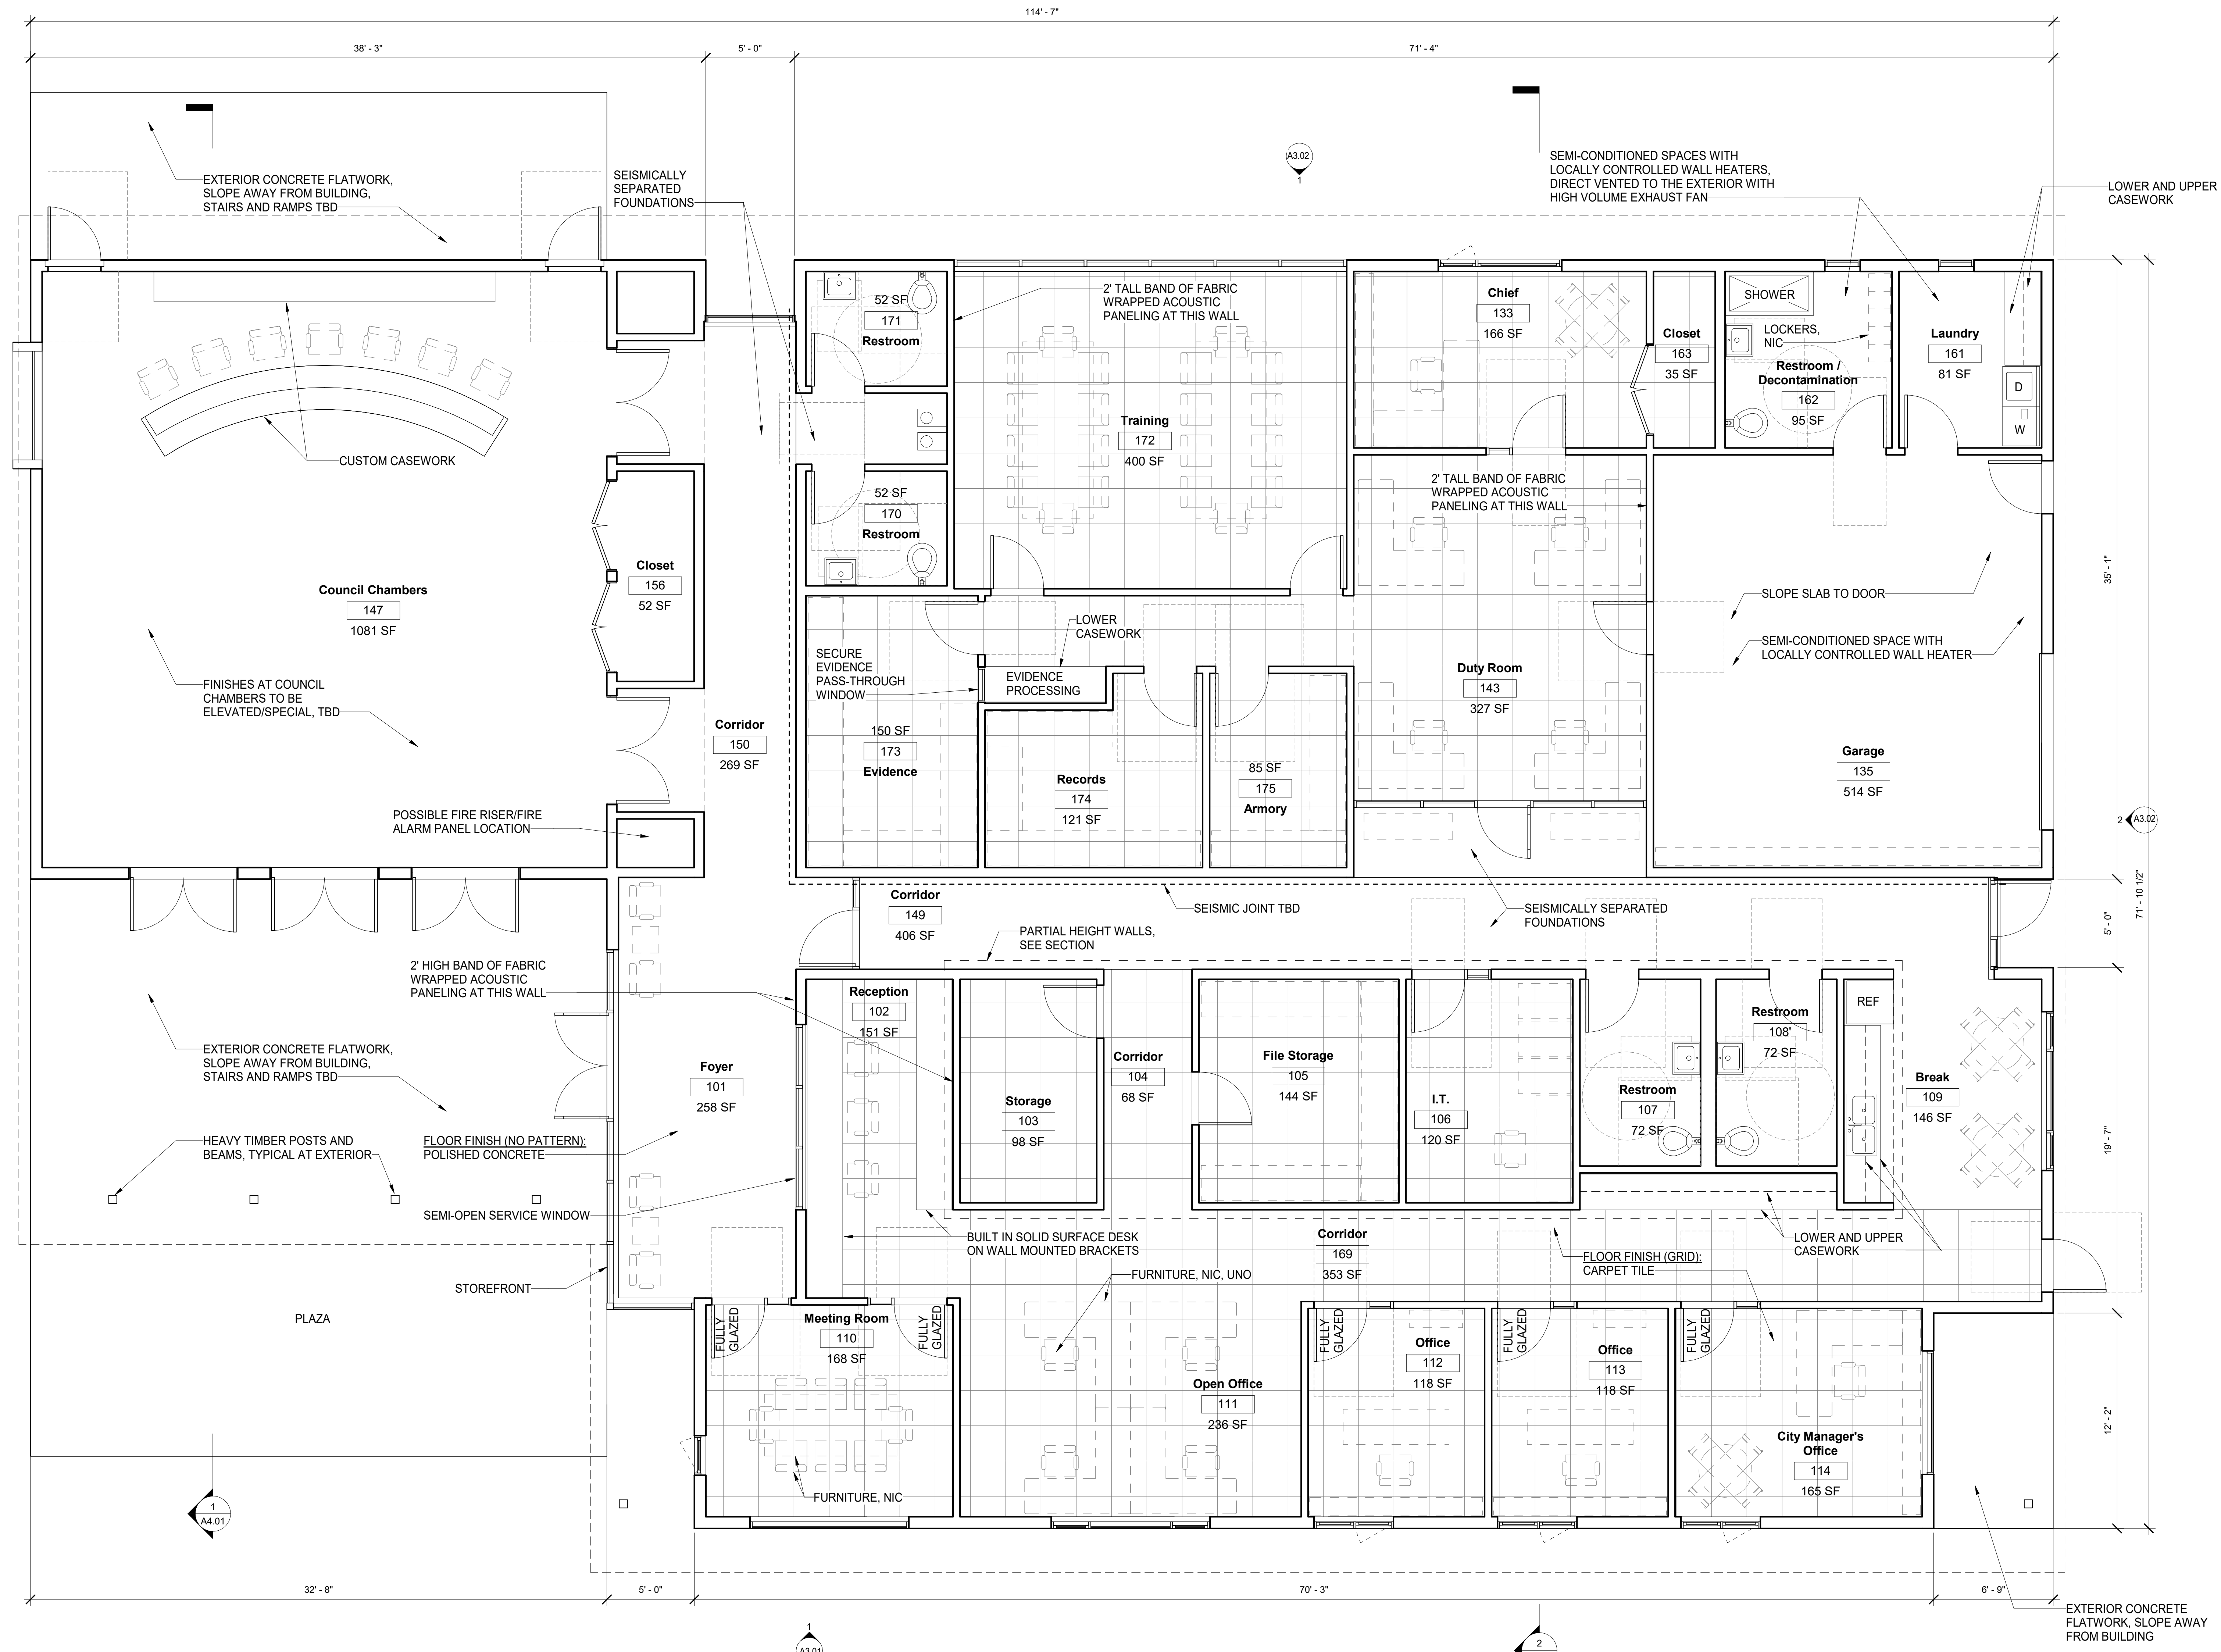 114' - 7"
38' - 3"
5' - 0"
71' - 4"
EXTERIOR CONCRETE FLATWORK,
SLOPE AWAY FROM BUILDING,
STAIRS AND RAMPS TBD
SEISMICALLY
SEPARATED
FOUNDATIONS
A3.02
1
SEMI-CONDITIONED SPACES WITH
LOCALLY CONTROLLED WALL HEATERS,
DIRECT VENTED TO THE EXTERIOR WITH
HIGH VOLUME EXHAUST FAN
LOWER AND UPPER
CASEWORK
52 SF
171
Restroom
2' TALL BAND OF FABRIC
WRAPPED ACOUSTIC
PANELING AT THIS WALL
Chief
133
166 SF
Closet
163
35 SF
SHOWER
LOCKERS,
NIC
Restroom /
Decontamination
162
95 SF
Laundry
161
81 SF
D
W
CUSTOM CASEWORK
Training
172
400 SF
52 SF
170
Restroom
2' TALL BAND OF FABRIC
WRAPPED ACOUSTIC
PANELING AT THIS WALL
Council Chambers
147
1081 SF
Closet
156
52 SF
SLOPE SLAB TO DOOR
35' - 1"
LOWER
CASEWORK
SECURE
EVIDENCE
PASS-THROUGH
WINDOW
EVIDENCE
PROCESSING
SEMI-CONDITIONED SPACE WITH
LOCALLY CONTROLLED WALL HEATER
Duty Room
143
327 SF
FINISHES AT COUNCIL
CHAMBERS TO BE
ELEVATED/SPECIAL, TBD
Corridor
150
269 SF
150 SF
173
Evidence
Records
174
121 SF
85 SF
175
Armory
Garage
135
514 SF
POSSIBLE FIRE RISER/FIRE
ALARM PANEL LOCATION
2
A3.02
71' - 10 1/2"
Corridor
149
406 SF
SEISMIC JOINT TBD
SEISMICALLY SEPARATED
FOUNDATIONS
5' - 0"
PARTIAL HEIGHT WALLS,
SEE SECTION
2' HIGH BAND OF FABRIC
WRAPPED ACOUSTIC
PANELING AT THIS WALL
Reception
102
151 SF
REF
Restroom
108'
72 SF
EXTERIOR CONCRETE FLATWORK,
SLOPE AWAY FROM BUILDING,
STAIRS AND RAMPS TBD
Foyer
101
258 SF
Storage
103
98 SF
Corridor
104
68 SF
File Storage
105
144 SF
I.T.
106
120 SF
Restroom
107
72 SF
Break
109
146 SF
19' - 7"
HEAVY TIMBER POSTS AND
BEAMS, TYPICAL AT EXTERIOR
FLOOR FINISH (NO PATTERN):
POLISHED CONCRETE
SEMI-OPEN SERVICE WINDOW
BUILT IN SOLID SURFACE DESK
ON WALL MOUNTED BRACKETS
Corridor
169
353 SF
LOWER AND UPPER
CASEWORK
FLOOR FINISH (GRID):
CARPET TILE
FURNITURE, NIC, UNO
STOREFRONT
PLAZA
FULLY
GLAZED
Meeting Room
110
168 SF
FULLY
GLAZED
Open Office
111
236 SF
FULLY
GLAZED
Office
112
118 SF
FULLY
GLAZED
Office
113
118 SF
FULLY
GLAZED
City Manager's
Office
114
165 SF
12' - 2"
FURNITURE, NIC
1
A4.01
32' - 8"
5' - 0"
70' - 3"
6' - 9"
EXTERIOR CONCRETE
FLATWORK, SLOPE AWAY
FROM BUILDING
1
A3.01
2